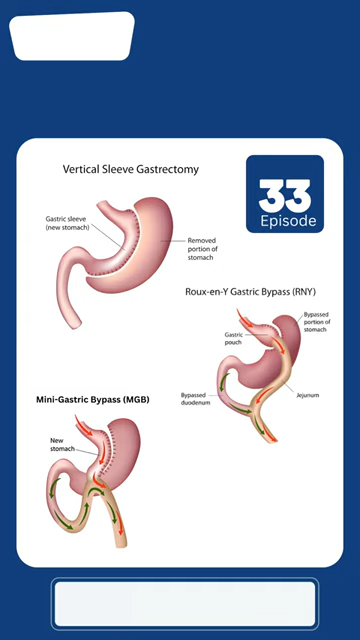 Vertical Sleeve Gastrectomy
33
Episode
Gastric sleeve
(new stomach)
Removed
portion of
stomach
Roux-en-Y Gastric Bypass (RNY)
Bypassed
portion of
stomach
Gastric
pouch
Bypassed
duodenum
Jejunum
Mini-Gastric Bypass (MGB)
New
stomach